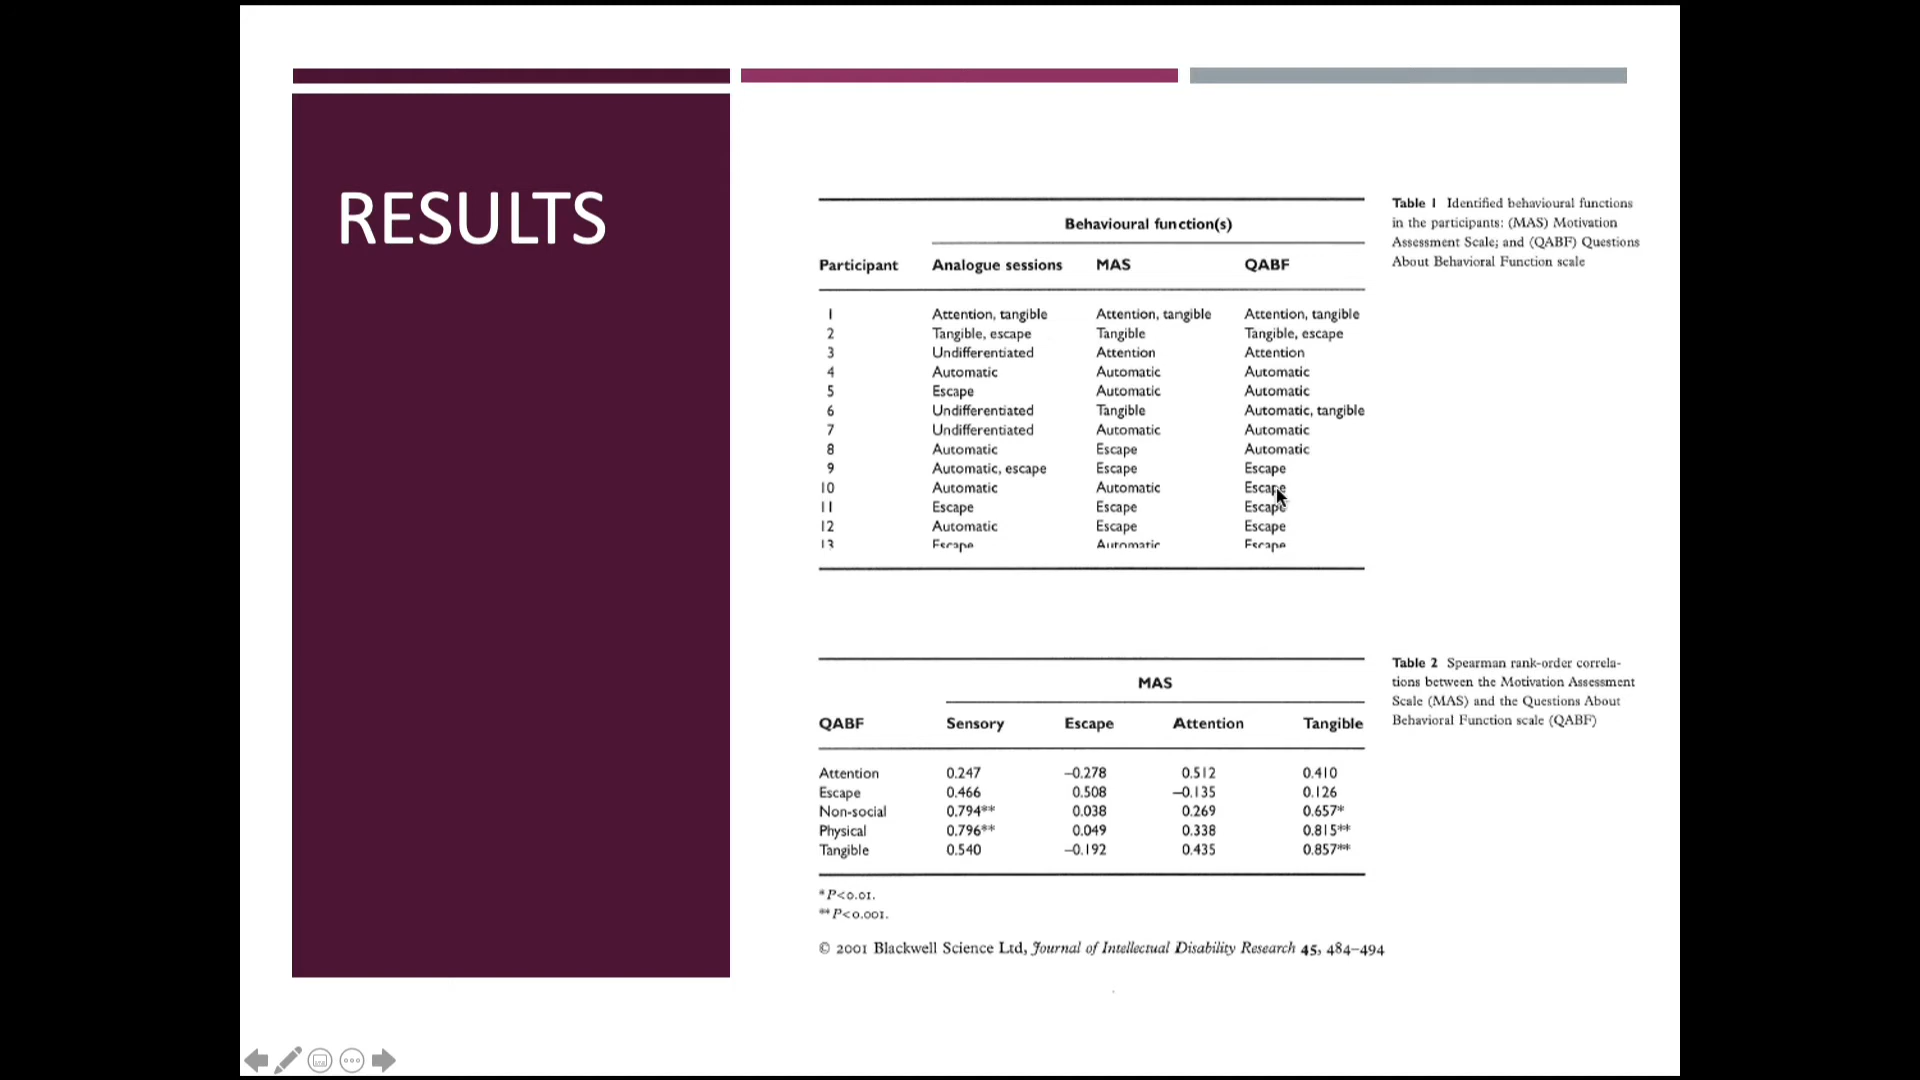 RESULTS
Behavioural function(s)
Participant Analogue sessions MAS QABF
1 Attention, tangible Attention, tangible Attention, tangible
2 Tangible, escape Tangible Tangible, escape
3 Undifferentiated Attention Attention
4 Automatic Automatic Automatic
5 Escape Automatic Automatic
6 Undifferentiated Tangible Automatic, tangible
7 Undifferentiated Automatic Automatic
8 Automatic Escape Automatic
9 Automatic, escape Escape Escape
10 Automatic Automatic Escape
11 Escape Escape Escape
12 Automatic Escape Escape
13 Escape Automatic Escape
Table 1 Identified behavioural functions
in the participants: (MAS) Motivation
Assessment Scale; and (QABF) Questions
About Behavioral Function scale
MAS
QABF Sensory Escape Attention Tangible
Attention 0.247 –0.278 0.512 0.410
Escape 0.466 0.508 –0.135 0.126
Non-social 0.794** 0.038 0.269 0.657*
Physical 0.796** 0.049 0.338 0.815**
Tangible 0.540 –0.192 0.435 0.857**
*P<0.01.
**P<0.001.
Table 2 Spearman rank-order correla-
tions between the Motivation Assessment
Scale (MAS) and the Questions About
Behavioral Function scale (QABF)
© 2001 Blackwell Science Ltd, Journal of Intellectual Disability Research 45, 484–494